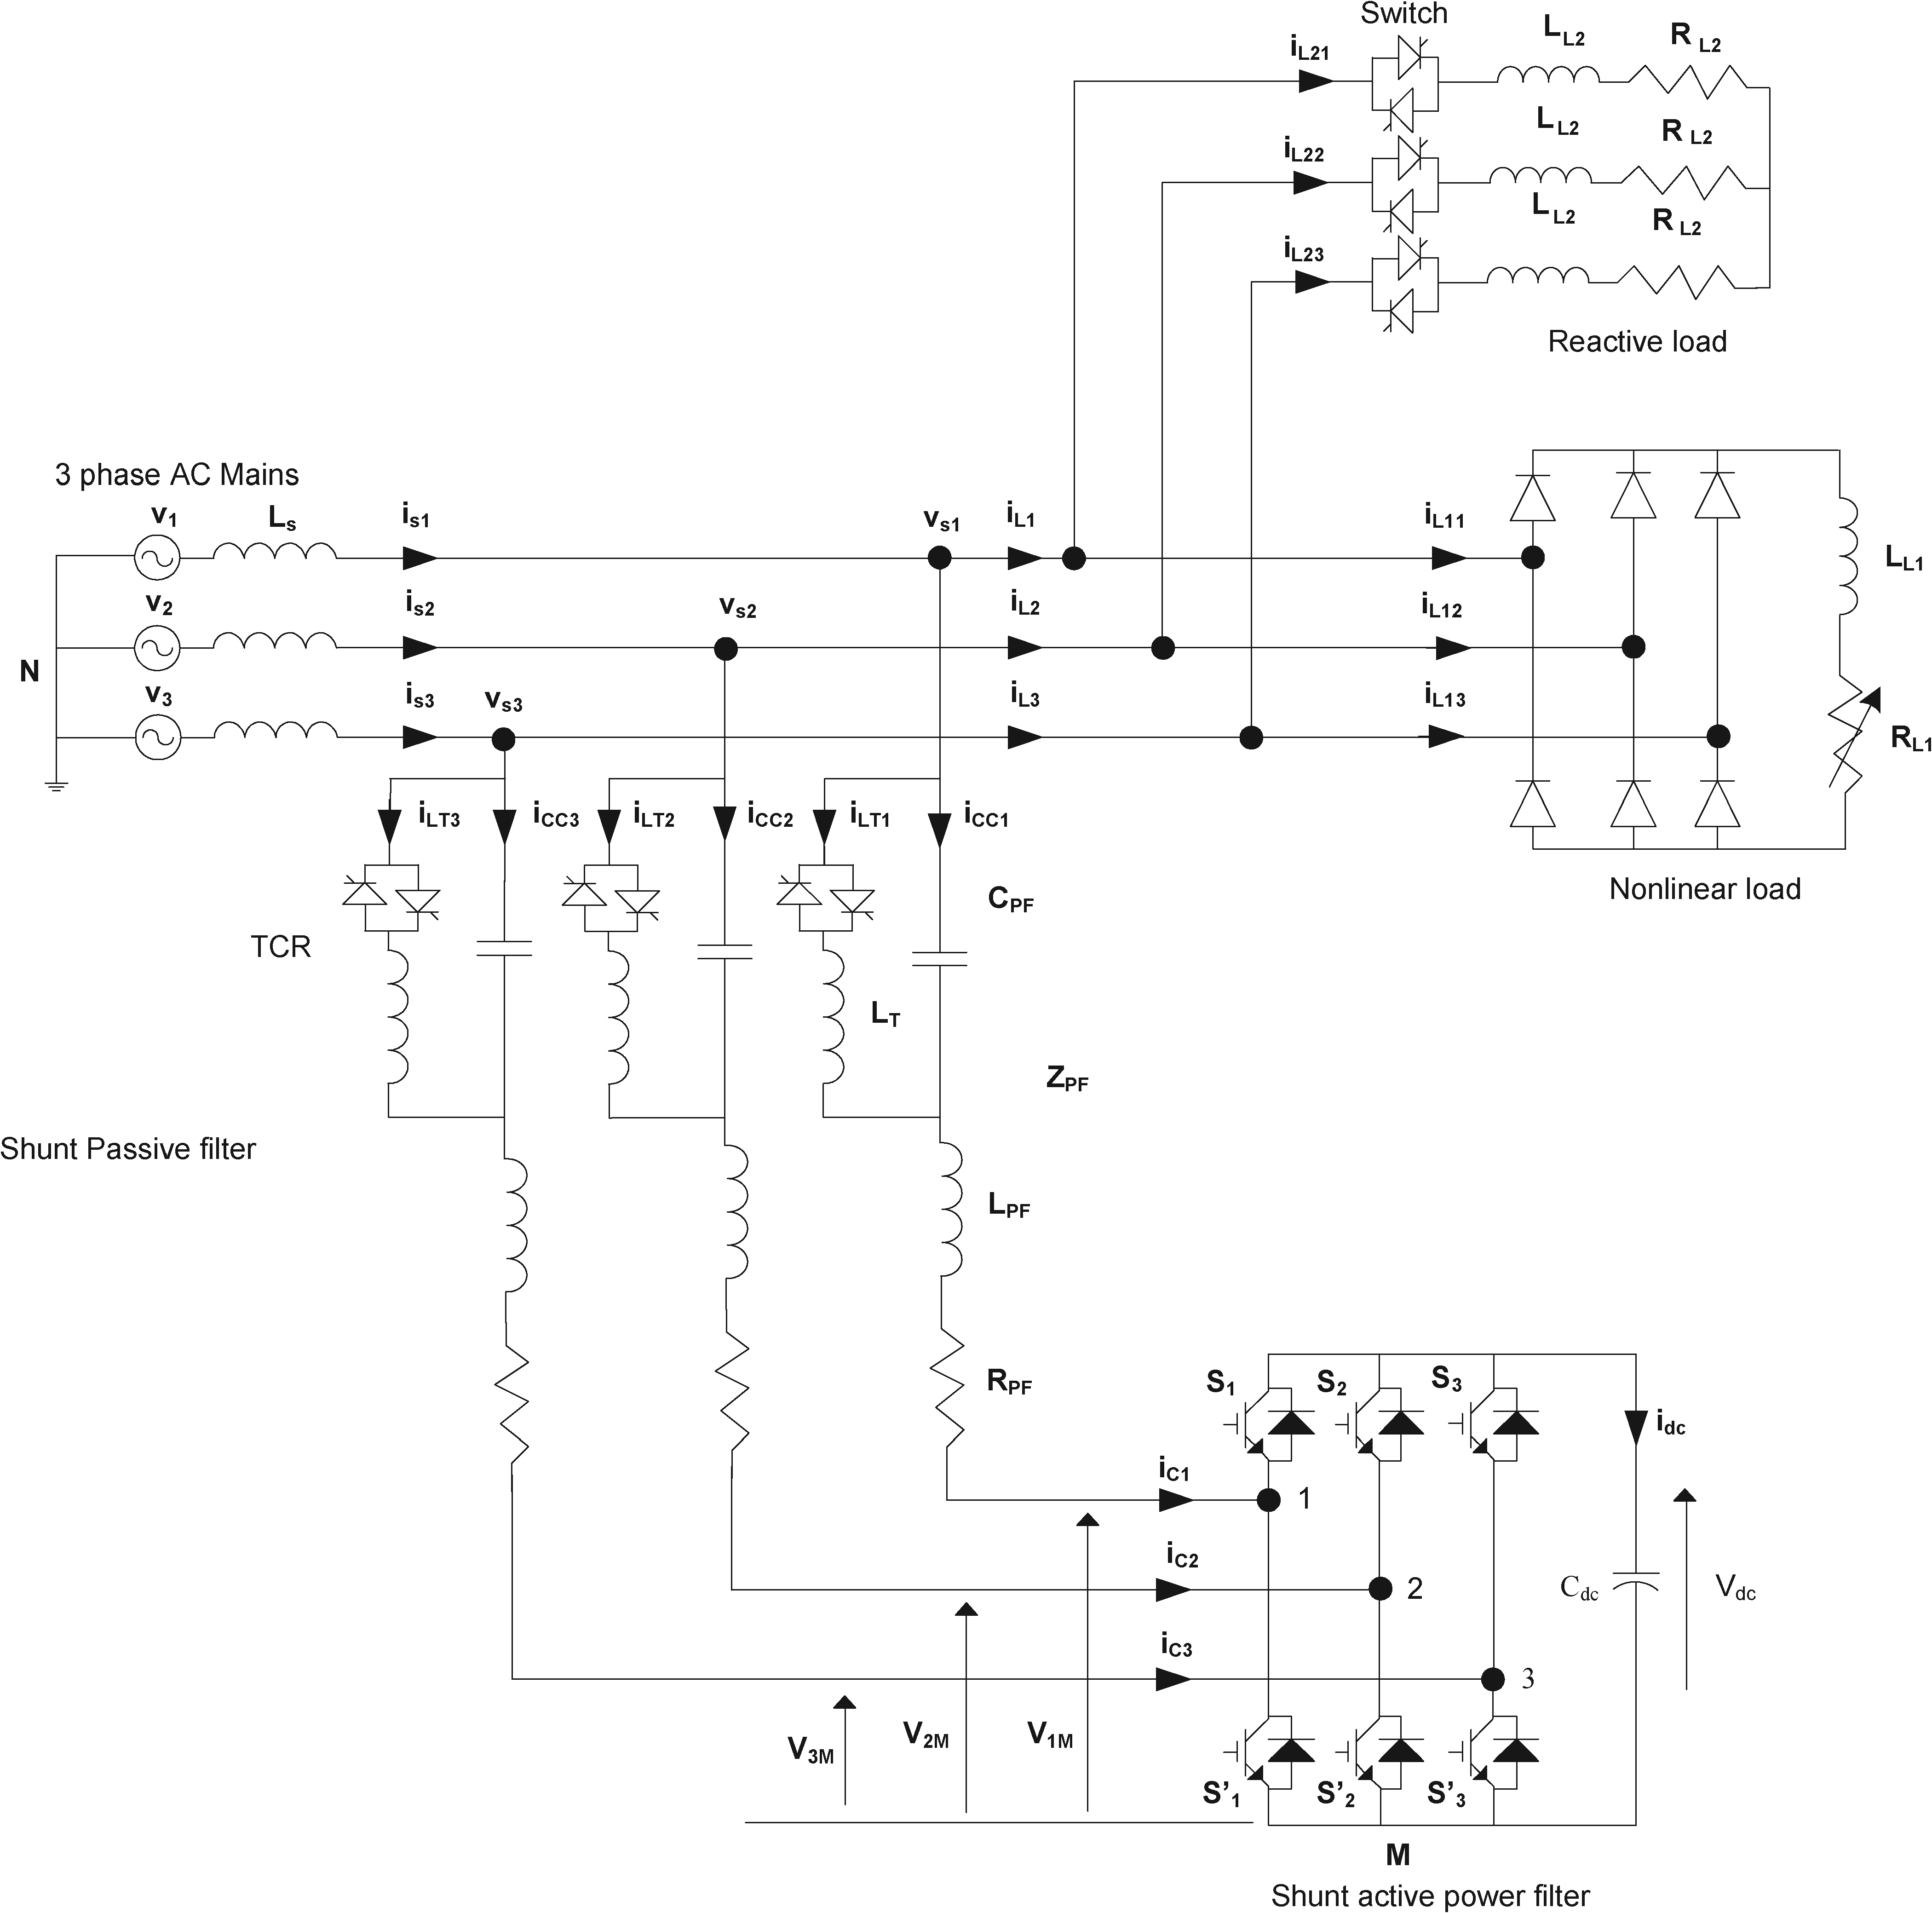 Switch
iL21
LL2
RL2
iL22
LL2
RL2
iL23
LL2
RL2
Reactive load
3 phase AC Mains
v1
Ls
is1
vs1
iL1
iL11
LL1
v2
is2
vs2
iL2
iL12
N
v3
is3
vs3
iL3
iL13
RL1
iLT3
iCC3
iLT2
iCC2
iLT1
iCC1
CPF
Nonlinear load
TCR
LT
ZPF
Shunt Passive filter
LPF
RPF
S1
S2
S3
idc
iC1
1
iC2
2
Cdc
Vdc
iC3
3
V3M
V2M
V1M
S'1
S'2
S'3
M
Shunt active power filter